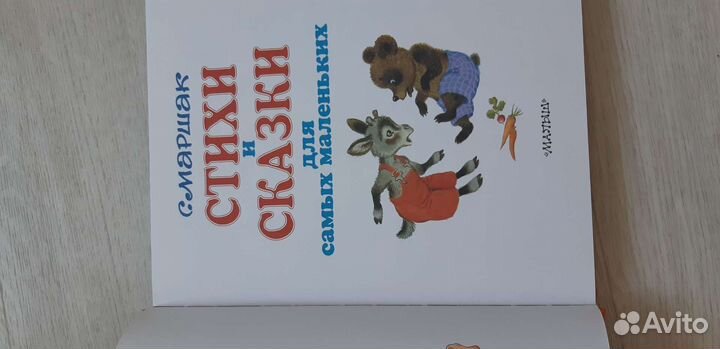 С. МАРШАК
СТИХИ
И
СКАЗКИ
ДЛЯ
самых маленьких
«МАЛЫШ»
Avito